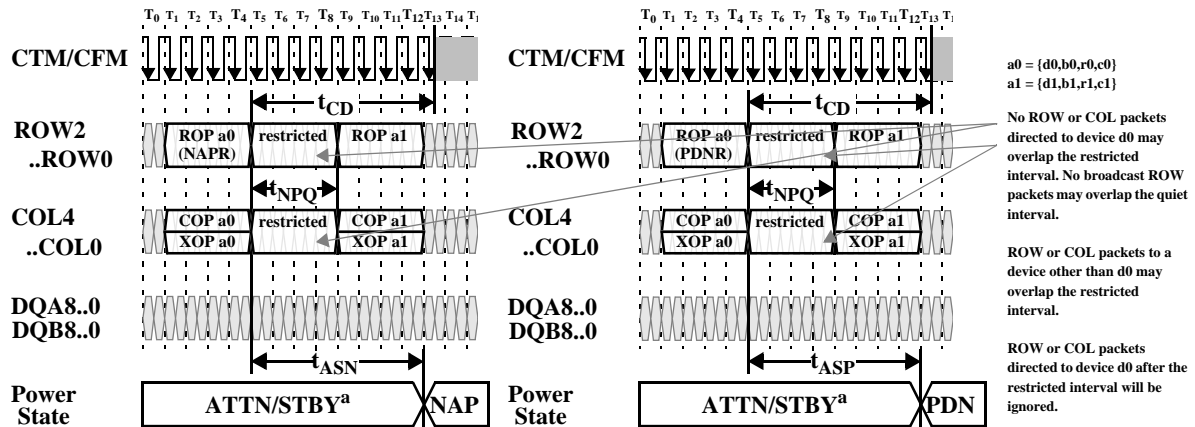 T0 T1 T2 T3 T4 T5 T6 T7 T8 T9 T10 T11 T12 T13 T14 T1
CTM/CFM
tCD
ROW2
..ROW0
ROP a0
(NAPR)
restricted
ROP a1
tNPQ
COL4
..COL0
COP a0
XOP a0
restricted
COP a1
XOP a1
DQA8..0
DQB8..0
tASN
Power
State
ATTN/STBYa
NAP
T0 T1 T2 T3 T4 T5 T6 T7 T8 T9 T10 T11 T12 T13 T1
CTM/CFM
tCD
ROW2
..ROW0
ROP a0
(PDNR)
restricted
ROP a1
tNPQ
COL4
..COL0
COP a0
XOP a0
restricted
COP a1
XOP a1
DQA8..0
DQB8..0
tASP
Power
State
ATTN/STBYa
PDN
a0 = {d0,b0,r0,c0}
a1 = {d1,b1,r1,c1}
No ROW or COL packets
directed to device d0 may
overlap the restricted
interval. No broadcast ROW
packets may overlap the quiet
interval.
ROW or COL packets to a
device other than d0 may
overlap the restricted
interval.
ROW or COL packets
directed to device d0 after the
restricted interval will be
ignored.